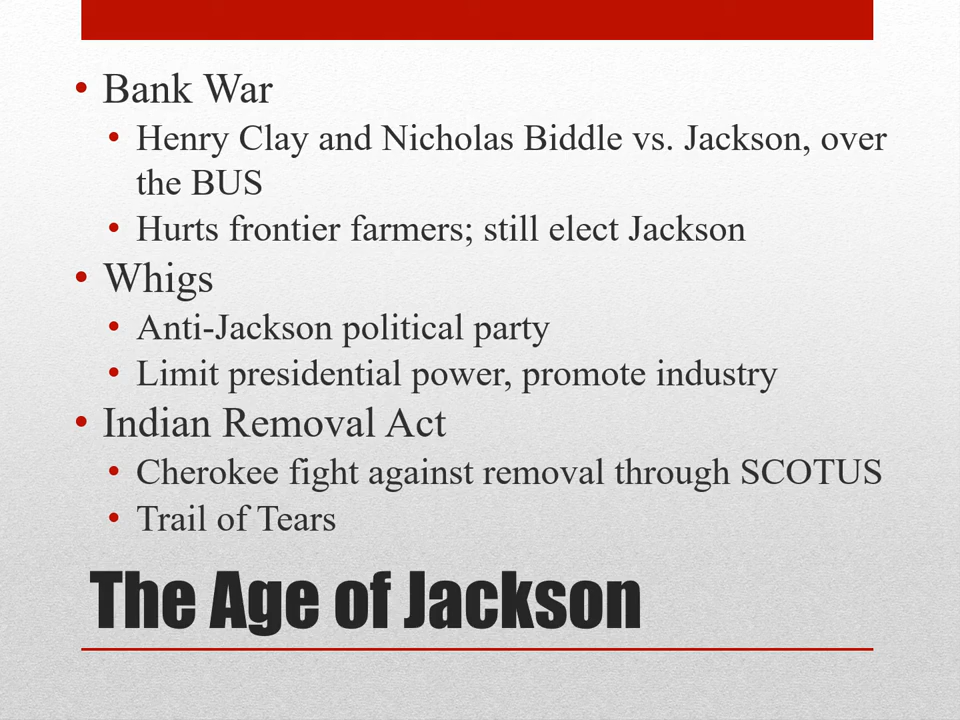 • Bank War
• Henry Clay and Nicholas Biddle vs. Jackson, over
the BUS
• Hurts frontier farmers; still elect Jackson
• Whigs
• Anti-Jackson political party
• Limit presidential power, promote industry
• Indian Removal Act
• Cherokee fight against removal through SCOTUS
• Trail of Tears
The Age of Jackson